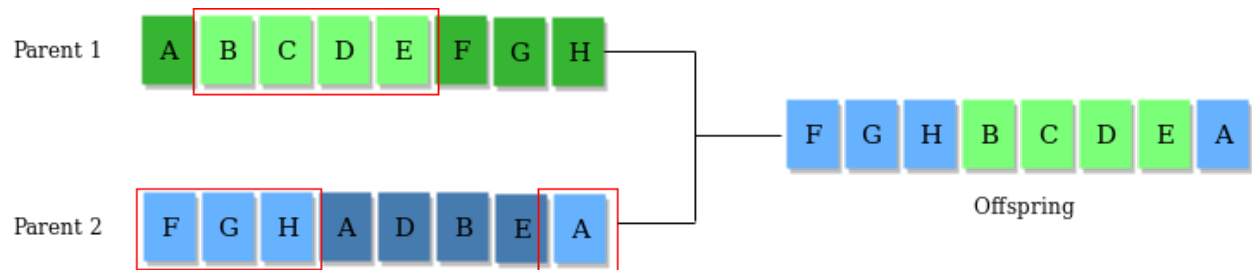 Parent 1 A B C D E F G H
F G H B C D E A
Offspring
Parent 2 F G H A D B E A